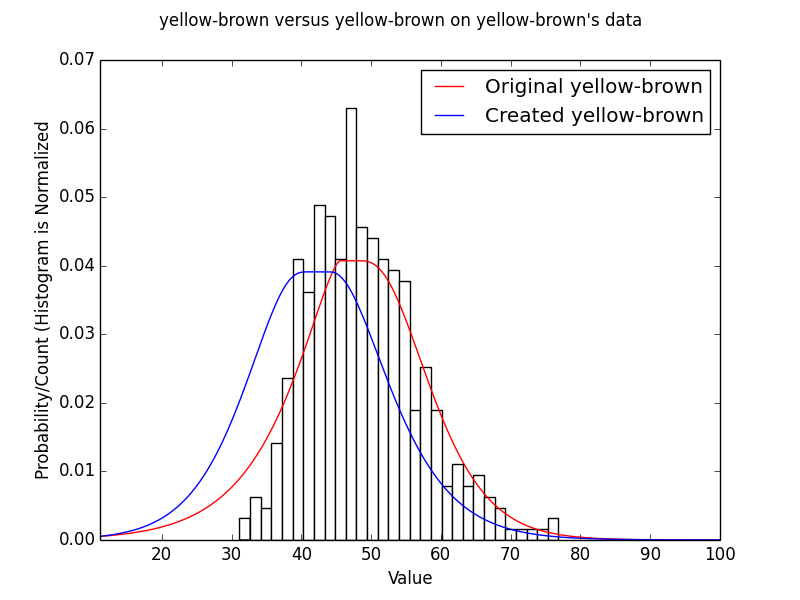 yellow-brown versus yellow-brown on yellow-brown's data
0.07
0.06
0.05
0.04
0.03
0.02
0.01
0.00
Probability/Count (Histogram is Normalized
Original yellow-brown
Created yellow-brown
20 30 40 50 60 70 80 90 100
Value